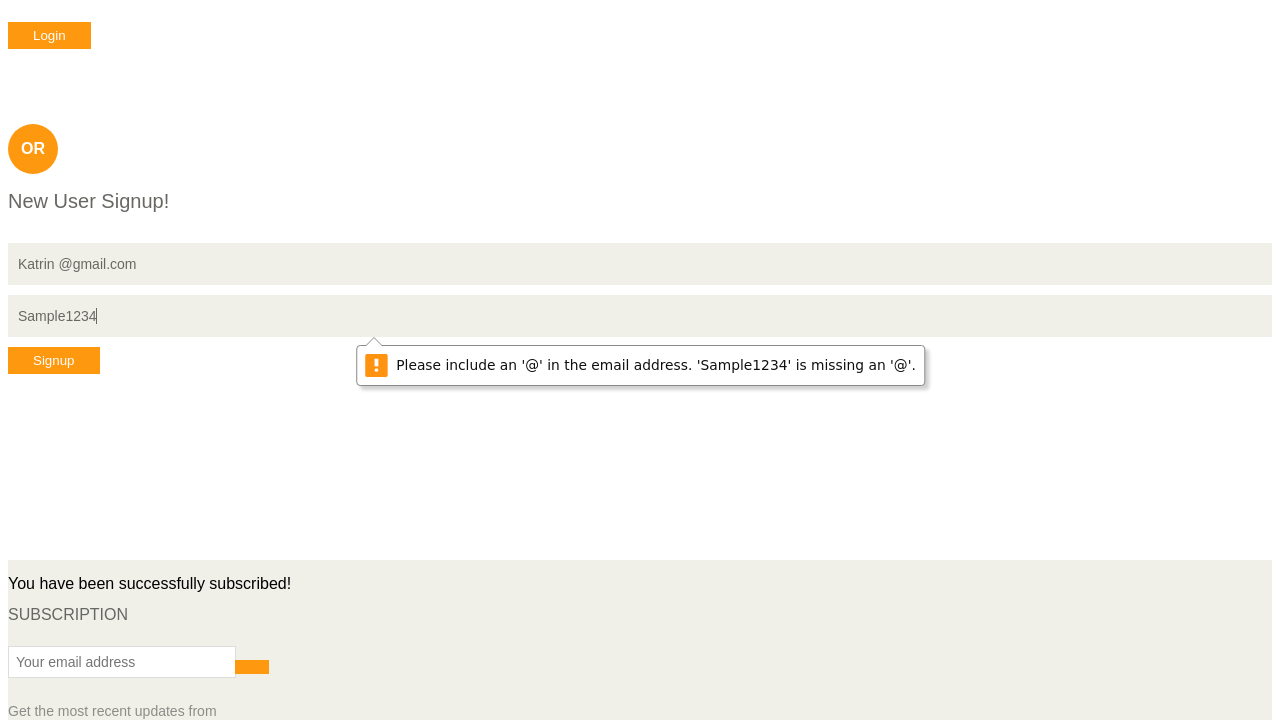 Login
OR
New User Signup!
Katrin @gmail.com
Sample1234
Signup
Please include an '@' in the email address. 'Sample1234' is missing an '@'.
You have been successfully subscribed!
SUBSCRIPTION
Your email address
Get the most recent updates from